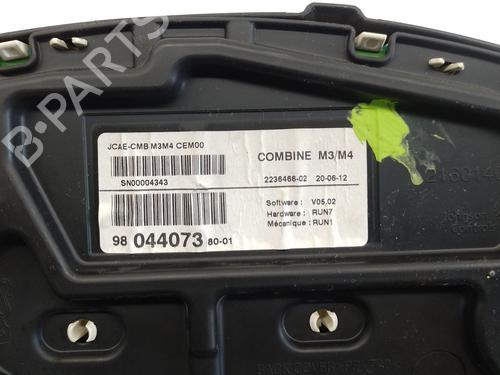 B-PARTS
JCAE-CMB M3M4 CEM00
COMBINE M3/M4
SN00004343
2236466-02 20-06-12
Software : V05.02
Hardware : RUN7
Mécanique : RUN1
98 044073 80-01